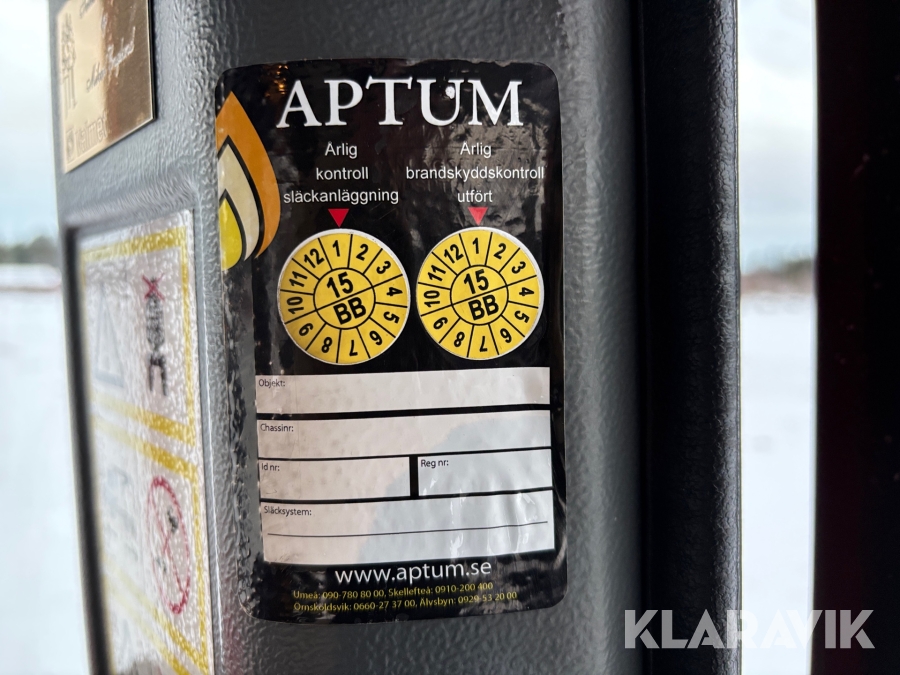 APTUM
Årlig
kontroll
släckanläggning
Årlig
brandskyddskontroll
utfört
1 2 3 4 5 6 7 8 9 10 11 12
15
BB
1 2 3 4 5 6 7 8 9 10 11 12
15
BB
Objekt:
Chassinr:
Id nr:
Reg nr:
Släcksystem:
www.aptum.se
Umeå: 090-780 80 00, Skellefteå: 0910-200 400
Örnsköldsvik: 0660-27 37 00, Älvsbyn: 0929-53 20 00
KLARAVIK